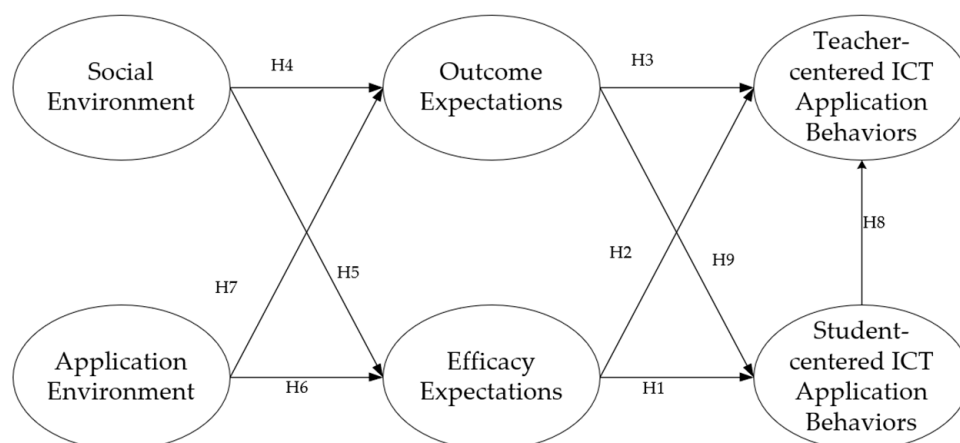 Social
Environment
H4
Outcome
Expectations
H3
Teacher-
centered ICT
Application
Behaviors
H7
H5
H2
H9
H8
Application
Environment
H6
Efficacy
Expectations
H1
Student-
centered ICT
Application
Behaviors